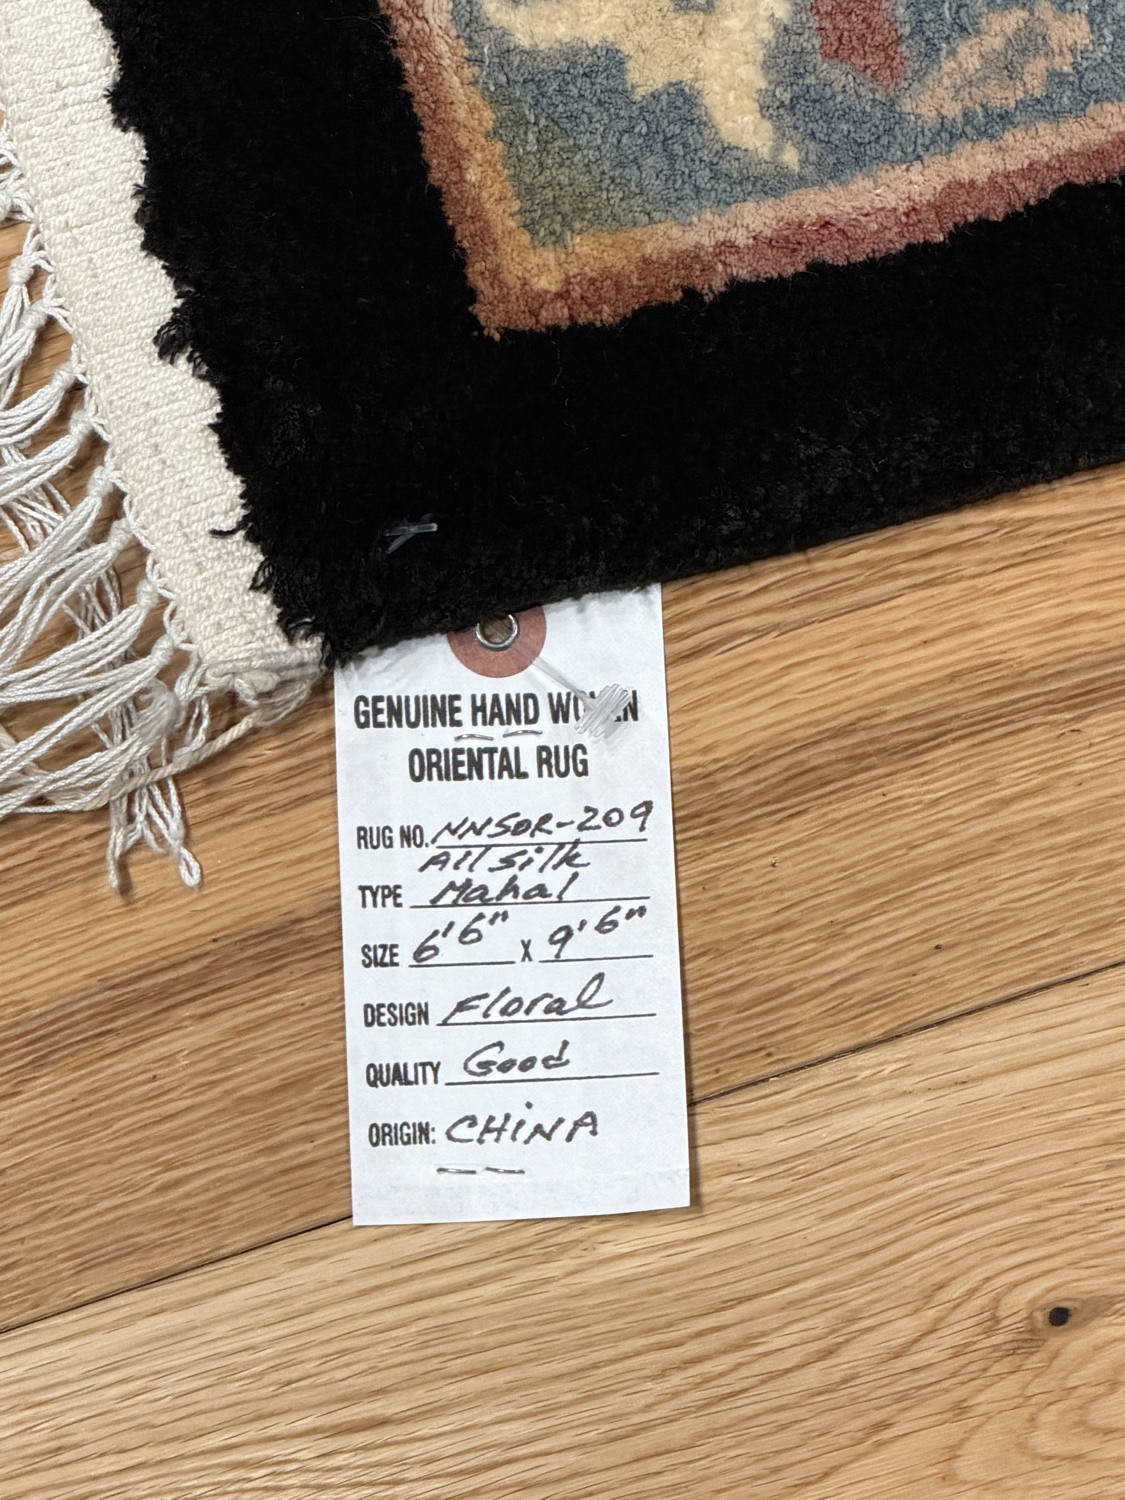 GENUINE HAND WOVEN
ORIENTAL RUG
RUG NO. NNSOR-209
All silk
TYPE Mahal
SIZE 6'6" X 9'6"
DESIGN Floral
QUALITY Good
ORIGIN: CHINA